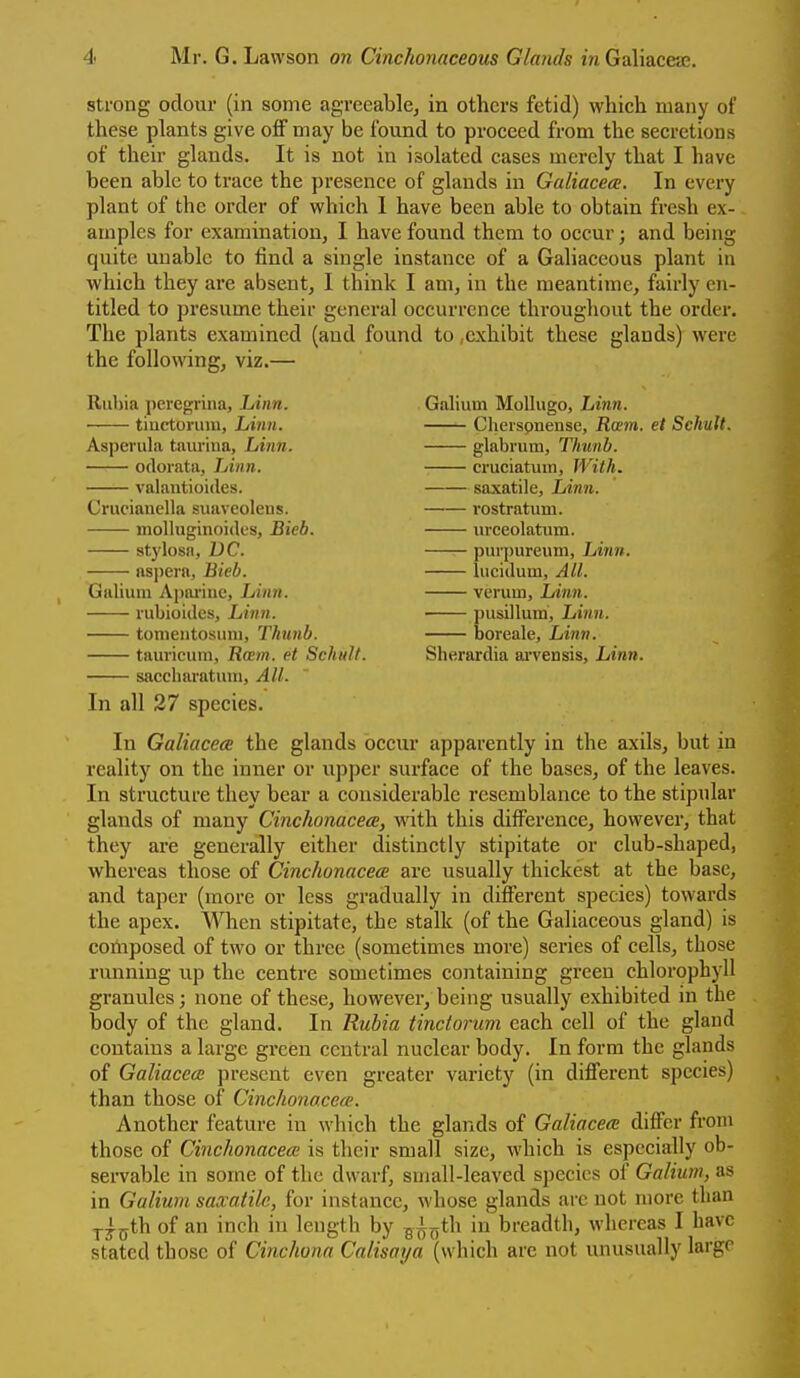 4 Mr. G. Lawson on Cinchonaceous Glands in Galiaceæ.
strong odour (in some agreeable, in others fetid) which many of
these plants give off may be found to proceed from the secretions
of their glands. It is not in isolated cases merely that I have
been able to trace the presence of glands in Galiaceæ. In every
plant of the order of which I have been able to obtain fresh ex-
amples for examination, I have found them to occur; and being
quite unable to find a single instance of a Galiaceous plant in
which they are absent, I think I am, in the meantime, fairly en-
titled to presume their general occurrence throughout the order.
The plants examined (and found to exhibit these glands) were
the following, viz.—
Rubia peregrina, Linn.
—— tinctorum, Linn.
Asperula taurina, Linn.
—— odorata, Linn.
—— valantioides.
Crucianella suaveolens.
—— molluginoides, Bieb.
—— stylosa, DC.
—— aspera, Bieb.
Galium Aparine, Linn.
—— rubioides, Linn.
—— tomentosum, Thunb.
—— tauricum, Rœm. et Schult.
—— saccharatum, All.
Galium Mollugo, Linn.
—— Chersonense, Rœm. et Schult.
—— glabrum, Thunb.
—— cruciatum, With.
—— saxatile, Linn.
—— rostratum.
—— urceolatum.
—— purpureum, Linn.
—— lucidum, All.
—— verum, Linn.
—— pusillum, Linn.
—— boreale, Linn.
Sherardia arvensis, Linn.
In all 27 species.
In Galiaceæ the glands occur apparently in the axils, but in
reality on the inner or upper surface of the bases, of the leaves.
In structure they bear a considerable resemblance to the stipular
glands of many Cinchonaceæ, with this difference, however, that
they are generally either distinctly stipitate or club-shaped,
whereas those of Cinchonaceæ are usually thickest at the base,
and taper (more or less gradually in different species) towards
the apex. When stipitate, the stalk (of the Galiaceous gland) is
composed of two or three (sometimes more) series of cells, those
running up the centre sometimes containing green chlorophyll
granules; none of these, however, being usually exhibited in the
body of the gland. In Rubia tinctorum each cell of the gland
contains a large green central nuclear body. In form the glands
of Galiaceæ present even greater variety (in different species)
than those of Cinchonaceæ.
Another feature in which the glands of Galiaceæ differ from
those of Cinchonaceæ is their small size, which is especially ob-
servable in some of the dwarf, small-leaved species of Galium, as
in Galium saxatile, for instance, whose glands are not more than
of an inch in length by 1/800th in breadth, whereas I have
stated those of Cinchona Calisaya (which are not unusually large